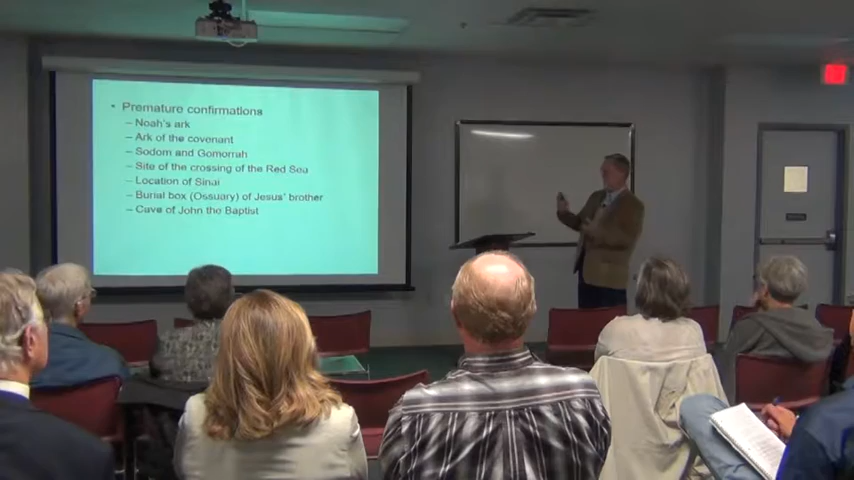 • Premature confirmations
– Noah's ark
– Ark of the covenant
– Sodom and Gomorrah
– Site of the crossing of the Red Sea
– Location of Sinai
– Burial box (Ossuary) of Jesus' brother
– Cave of John the Baptist
EXIT